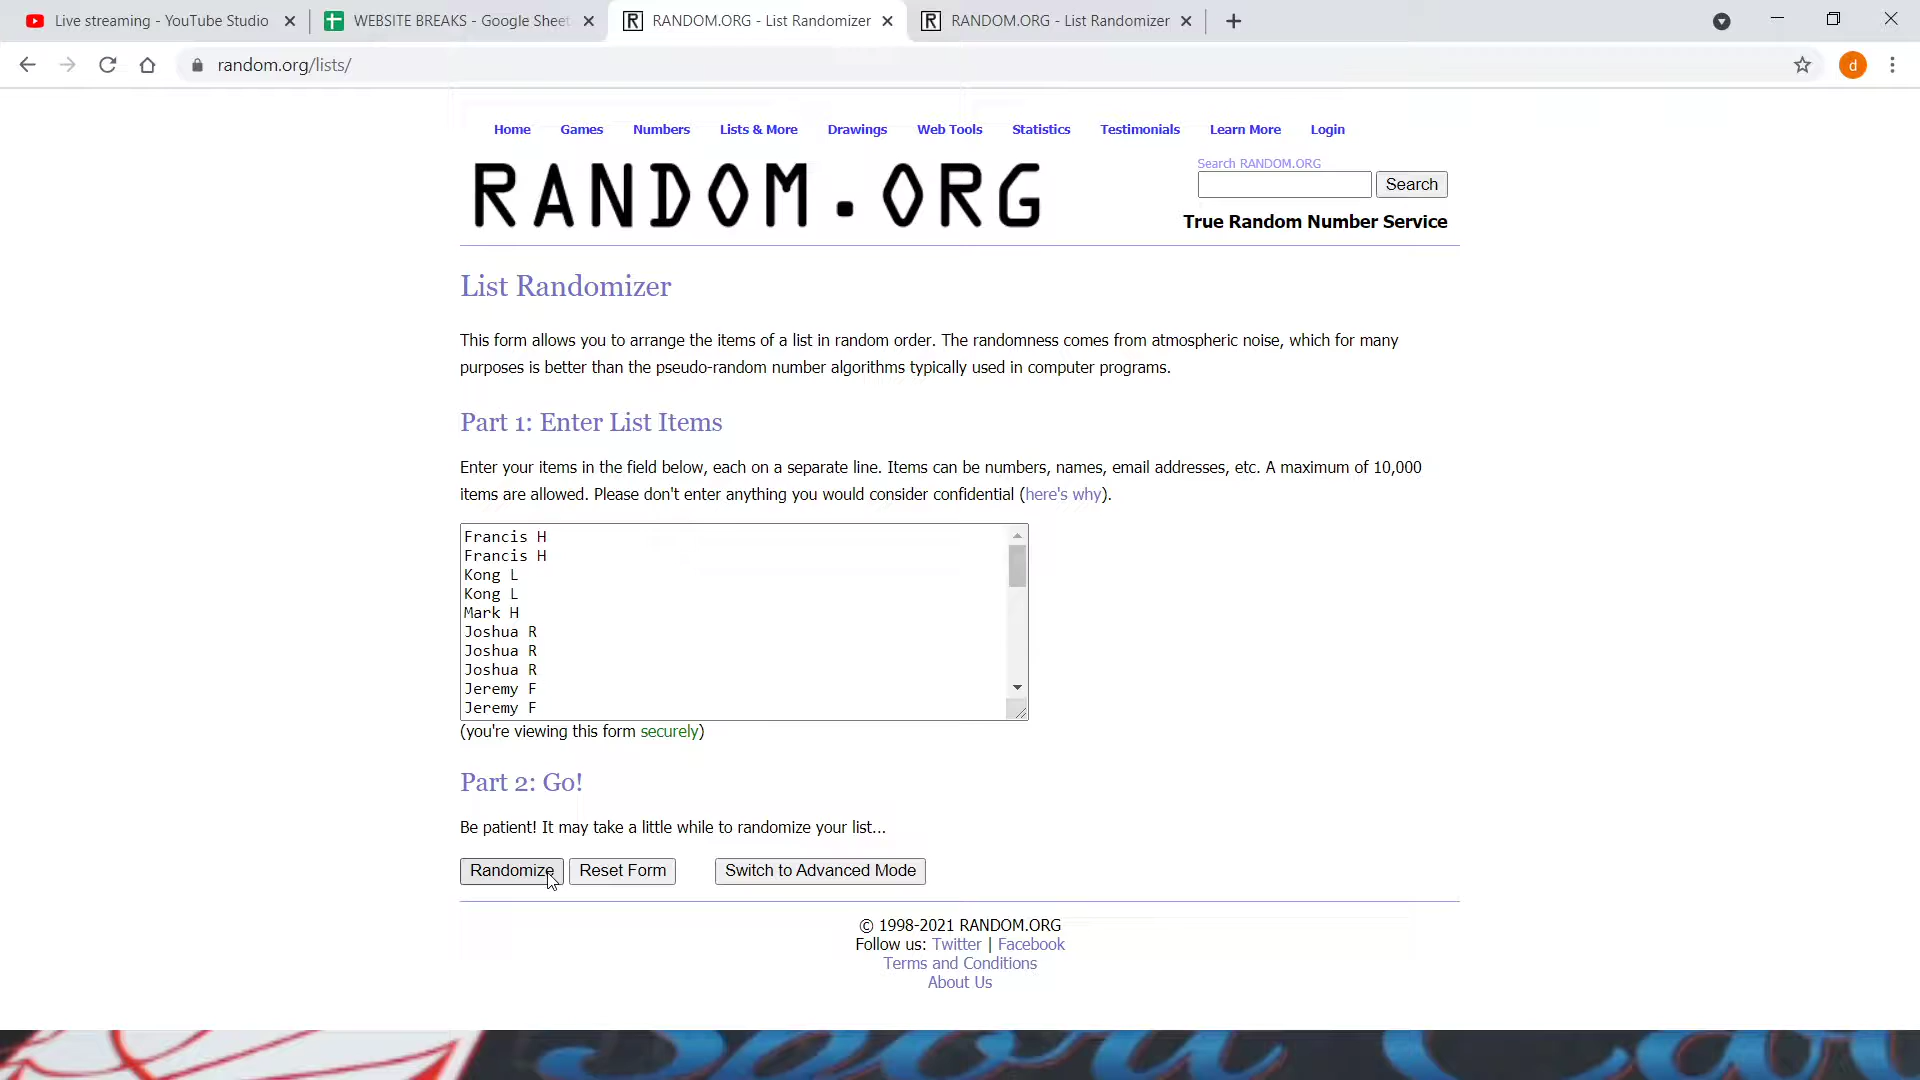 Live streaming - YouTube Studio
WEBSITE BREAKS - Google Sheet
RANDOM.ORG - List Randomizer
RANDOM.ORG - List Randomizer
random.org/lists/
d
Home Games Numbers Lists & More Drawings Web Tools Statistics Testimonials Learn More Login
RANDOM.ORG
Search RANDOM.ORG
Search
True Random Number Service
List Randomizer
This form allows you to arrange the items of a list in random order. The randomness comes from atmospheric noise, which for many
purposes is better than the pseudo-random number algorithms typically used in computer programs.
Part 1: Enter List Items
Enter your items in the field below, each on a separate line. Items can be numbers, names, email addresses, etc. A maximum of 10,000
items are allowed. Please don't enter anything you would consider confidential (here's why).
Francis H
Francis H
Kong L
Kong L
Mark H
Joshua R
Joshua R
Joshua R
Jeremy F
Jeremy F
(you're viewing this form securely)
Part 2: Go!
Be patient! It may take a little while to randomize your list...
Randomize Reset Form Switch to Advanced Mode
© 1998-2021 RANDOM.ORG
Follow us: Twitter | Facebook
Terms and Conditions
About Us